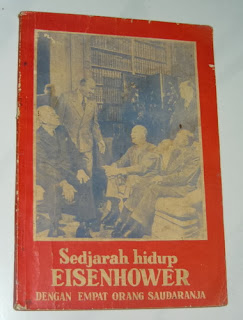 Sedjarah hidup
EISENHOWER
DENGAN EMPAT ORANG SAUDARANJA